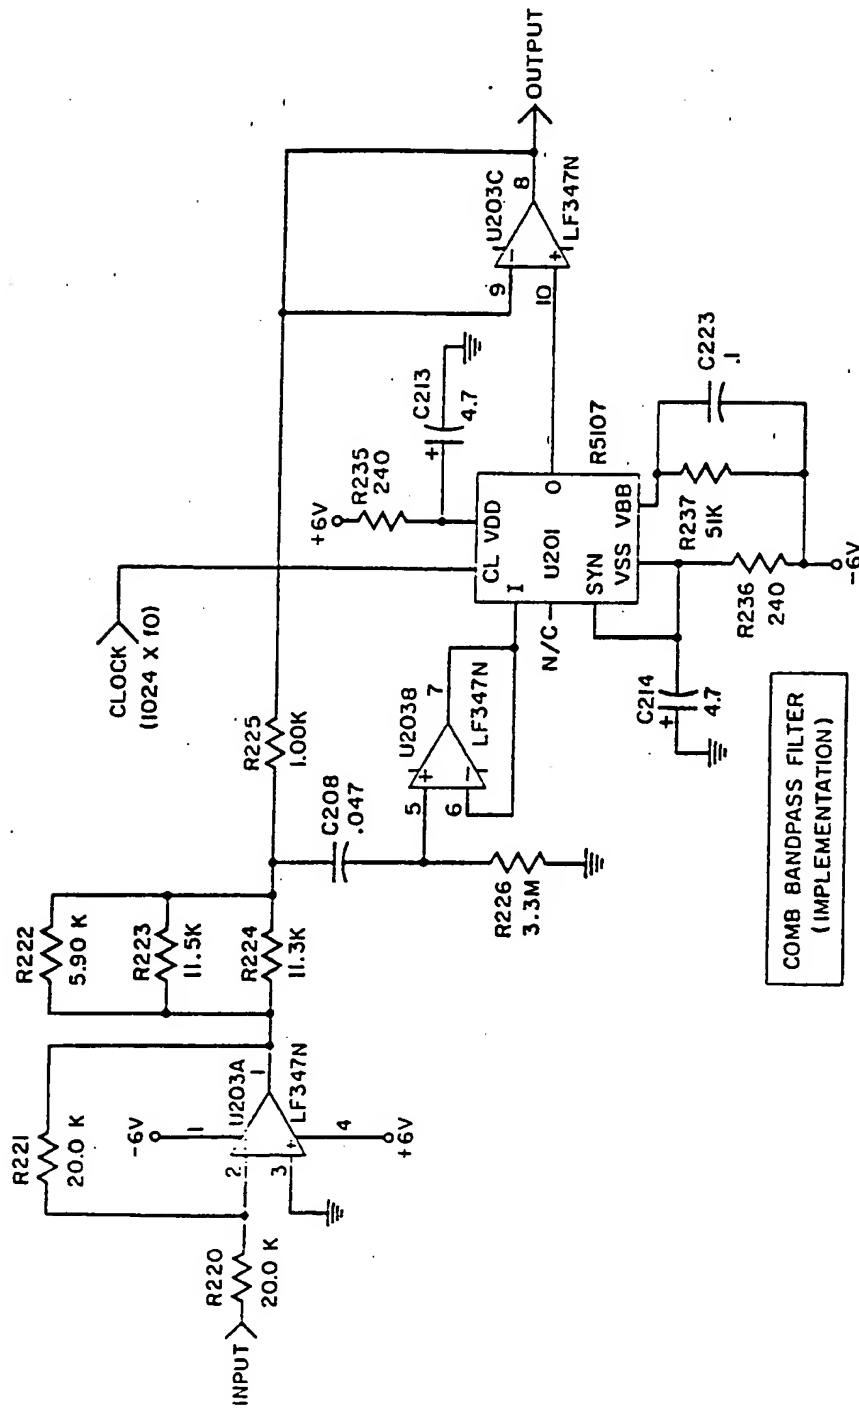 INPUT
R220
20.0 K
R221
20.0 K
-6V
1
2
3
U203A
1
LF347N
4
+6V
R222
5.90 K
R223
11.5K
R224
11.3K
R225
1.00K
C208
.047
R226
3.3M
5
6
+
−
U203B
7
LF347N
CLOCK
(1024 X f0)
+6V
R235
240
C213
+
4.7
CL VDD
I
U201
O
SYN
VSS VBB
N/C
R5107
C214
+
4.7
R236
240
R237
51K
C223
.1
-6V
9
10
−
+
U203C
8
LF347N
OUTPUT
COMB BANDPASS FILTER
(IMPLEMENTATION)